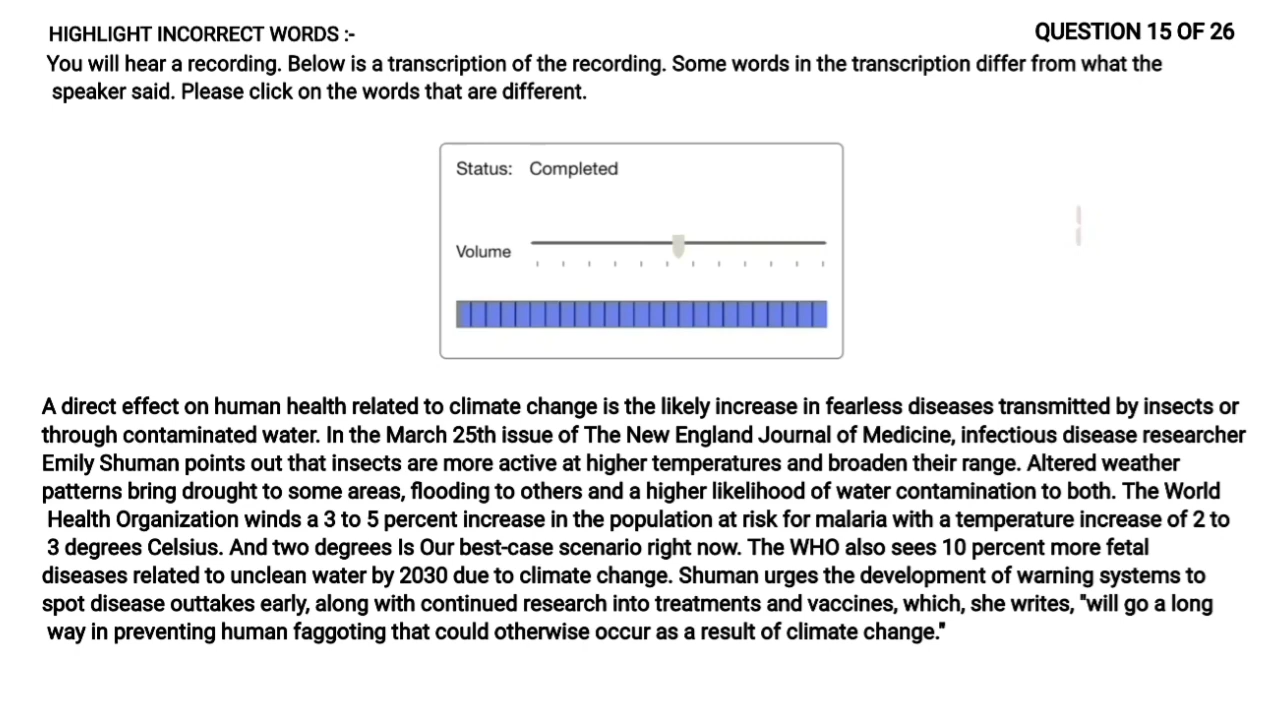 HIGHLIGHT INCORRECT WORDS :-
QUESTION 15 OF 26
You will hear a recording. Below is a transcription of the recording. Some words in the transcription differ from what the
speaker said. Please click on the words that are different.
Status: Completed
Volume
A direct effect on human health related to climate change is the likely increase in fearless diseases transmitted by insects or
through contaminated water. In the March 25th issue of The New England Journal of Medicine, infectious disease researcher
Emily Shuman points out that insects are more active at higher temperatures and broaden their range. Altered weather
patterns bring drought to some areas, flooding to others and a higher likelihood of water contamination to both. The World
Health Organization winds a 3 to 5 percent increase in the population at risk for malaria with a temperature increase of 2 to
3 degrees Celsius. And two degrees Is Our best-case scenario right now. The WHO also sees 10 percent more fetal
diseases related to unclean water by 2030 due to climate change. Shuman urges the development of warning systems to
spot disease outtakes early, along with continued research into treatments and vaccines, which, she writes, "will go a long
way in preventing human faggoting that could otherwise occur as a result of climate change."